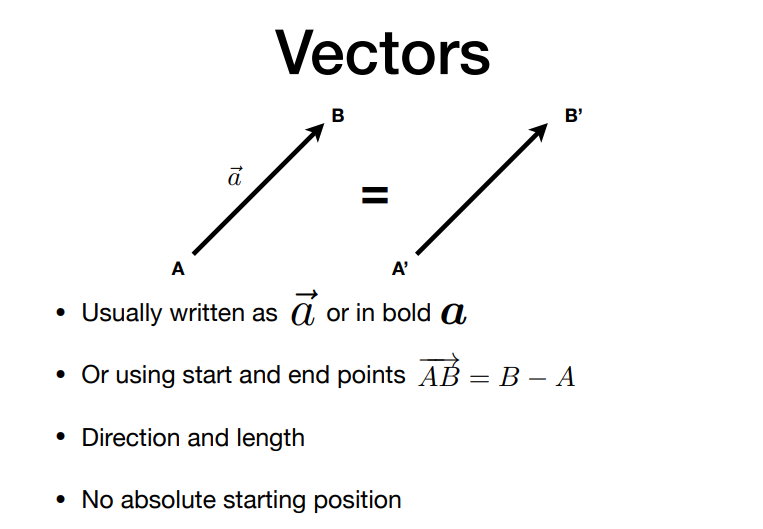 Vectors
B B’
$\vec{a}$
=
A A’
• Usually written as $\vec{a}$ or in bold $\boldsymbol{a}$
• Or using start and end points $\overrightarrow{AB} = B - A$
• Direction and length
• No absolute starting position